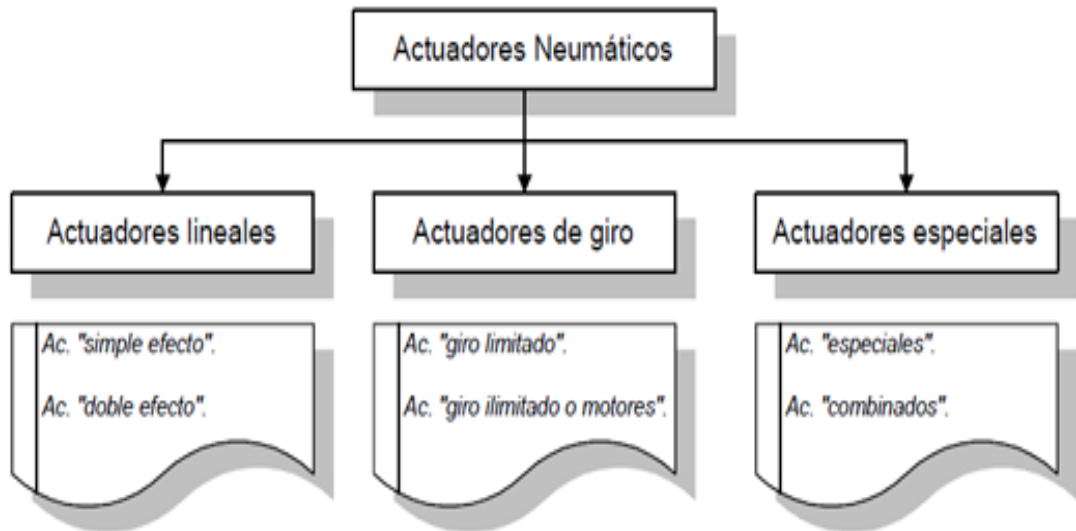 Actuadores Neumáticos
Actuadores lineales
Actuadores de giro
Actuadores especiales
Ac. "simple efecto".
Ac. "doble efecto".
Ac. "giro limitado".
Ac. "giro ilimitado o motores".
Ac. "especiales".
Ac. "combinados".